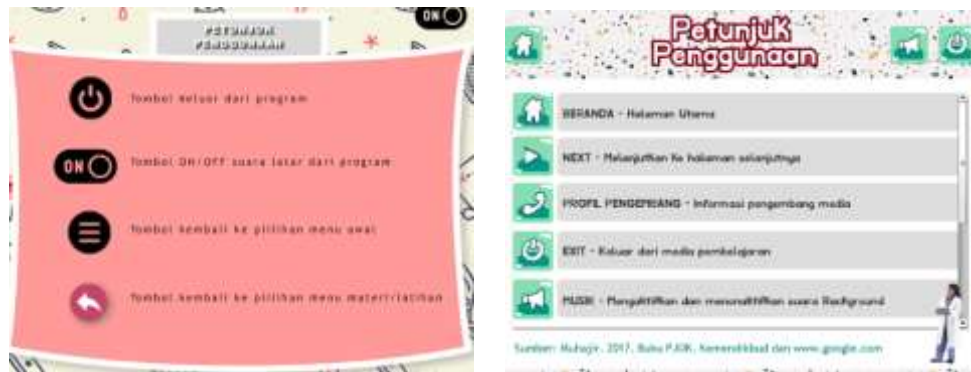 ON
PETUNJUK
PENGGUNAAN
Tombol keluar dari program
ON
Tombol ON/OFF suara latar dari program
Tombol kembali ke pilihan menu awal
Tombol kembali ke pilihan menu materi/latihan
Petunjuk
Penggunaan
BERANDA - Halaman Utama
NEXT - Melanjutkan Ke halaman selanjutnya
PROFIL PENGEMBANG - Informasi pengembang media
EXIT - Keluar dari media pembelajaran
MUSIK - Mengaktifkan dan menonaktifkan suara Background
Sumber: Muhajir. 2017. Buku PJOK. Kemendikbud dan www.google.com